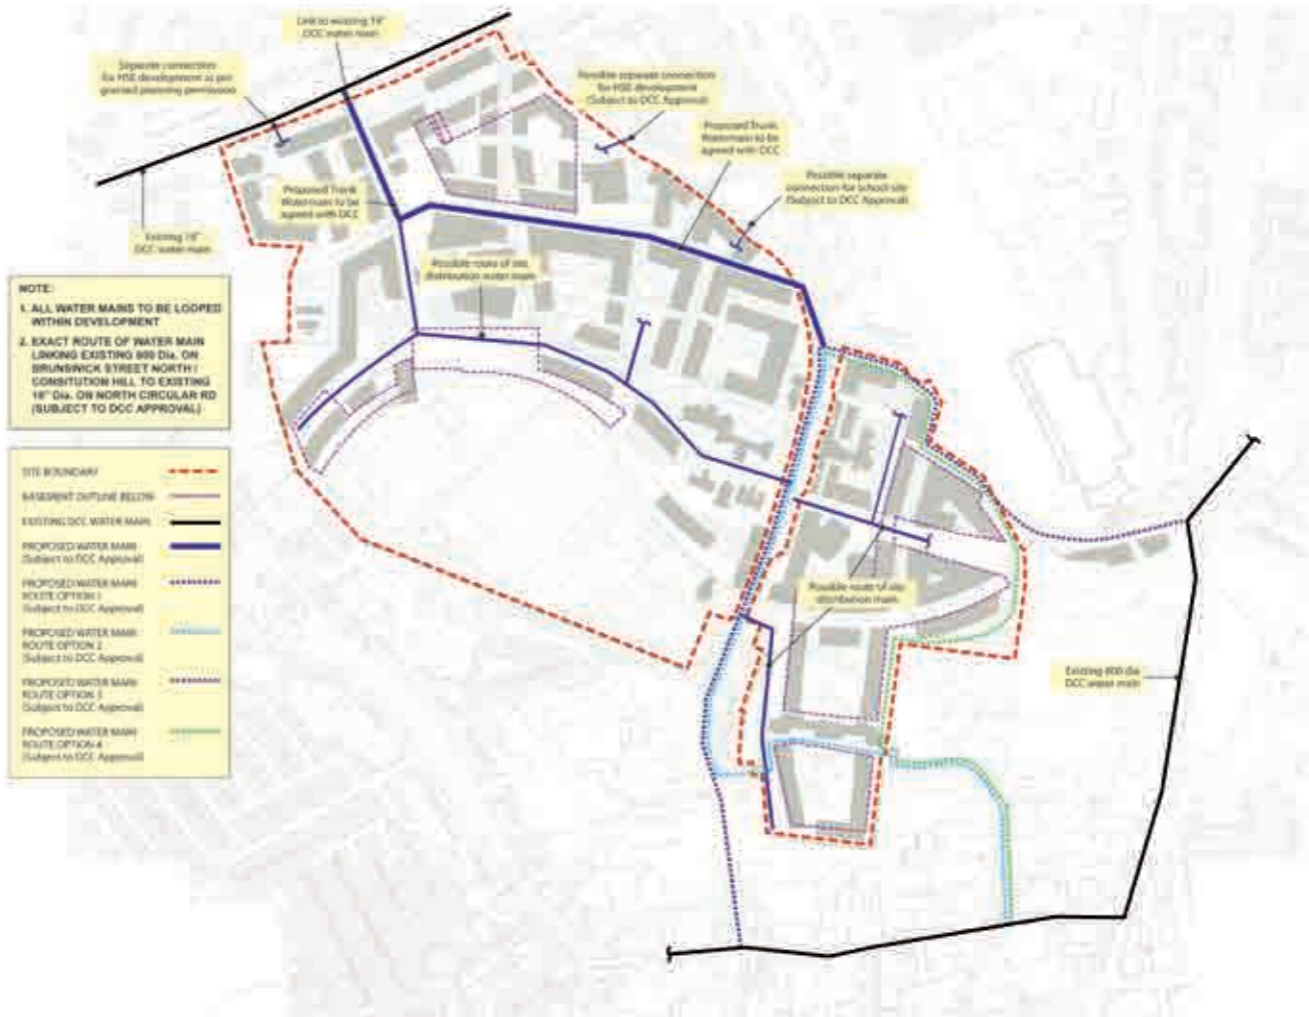 Link to existing 18"
DCC water main
Separate connection
for HSE development as per
granted planning permission
Possible separate connection
for HSE development
(Subject to DCC Approval)
Proposed Trunk
Watermain to be
agreed with DCC
Possible separate
connection for school site
(Subject to DCC Approval)
Proposed Trunk
Watermain to be
agreed with DCC
Existing 18"
DCC water main
Possible route of site
distribution water main
NOTE:
1. ALL WATER MAINS TO BE LOOPED
WITHIN DEVELOPMENT
2. EXACT ROUTE OF WATER MAIN
LINKING EXISTING 600 Dia. ON
BRUNSWICK STREET NORTH /
CONSITUTION HILL TO EXISTING
18" Dia. ON NORTH CIRCULAR RD
(SUBJECT TO DCC APPROVAL)
SITE BOUNDARY
BASEMENT OUTLINE BELOW
EXISTING DCC WATER MAIN
PROPOSED WATER MAIN
(Subject to DCC Approval)
PROPOSED WATER MAIN
ROUTE OPTION 1
(Subject to DCC Approval)
PROPOSED WATER MAIN
ROUTE OPTION 2
(Subject to DCC Approval)
PROPOSED WATER MAIN
ROUTE OPTION 3
(Subject to DCC Approval)
PROPOSED WATER MAIN
ROUTE OPTION 4
(Subject to DCC Approval)
Possible route of site
distribution main
Existing 600 dia
DCC water main